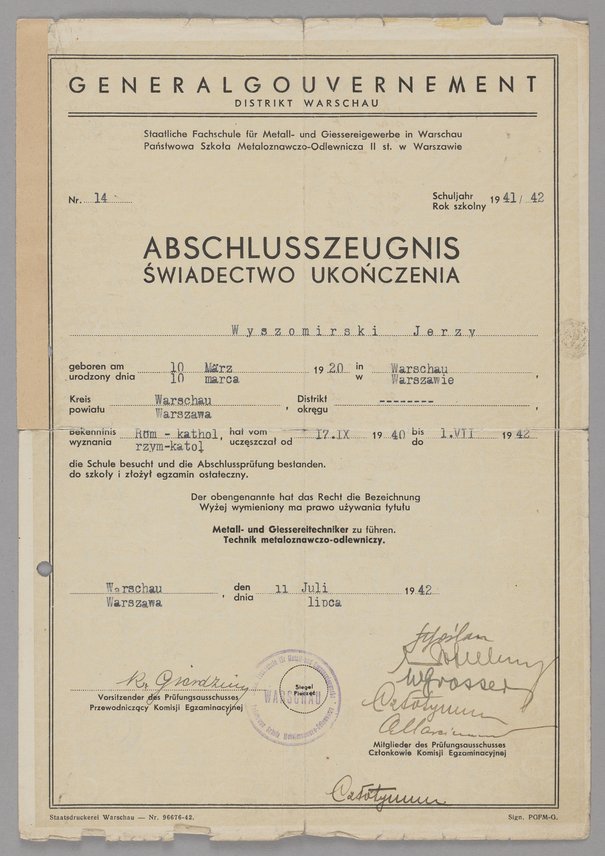 GENERALGOUVERNEMENT
DISTRIKT WARSCHAU
Staatliche Fachschule für Metall- und Giessereigewerbe in Warschau
Państwowa Szkoła Metaloznawczo-Odlewnicza II st. w Warszawie
Nr. 14
Schuljahr
Rok szkolny 1941/42
ABSCHLUSSZEUGNIS
ŚWIADECTWO UKOŃCZENIA
Wyszomirski Jerzy
geboren am 10 März 1920 in Warschau
urodzony dnia 10 marca w Warszawie,
Kreis Warschau Distrikt --------
powiatu Warszawa, okręgu,
Bekenntnis Röm - kathol, hat vom 17.IX 1940 bis 1.VII 1942
wyznania rzym-katol uczęszczał od do
die Schule besucht und die Abschlussprüfung bestanden.
do szkoły i złożył egzamin ostateczny.
Der obengenannte hat das Recht die Bezeichnung
Wyżej wymieniony ma prawo używania tytułu
Metall- und Giessereitechniker zu führen.
Technik metaloznawczo-odlewniczy.
Warschau, den 11 Juli 1942
Warszawa dnia lipca
Siegel
Pieczęć
WARSCHAU
Vorsitzender des Prüfungsausschusses
Przewodniczący Komisji Egzaminacyjnej
Mitglieder des Prüfungsausschusses
Członkowie Komisji Egzaminacyjnej
Staatsdruckerei Warschau — Nr. 96676-42.
Sign. PGFM-G.